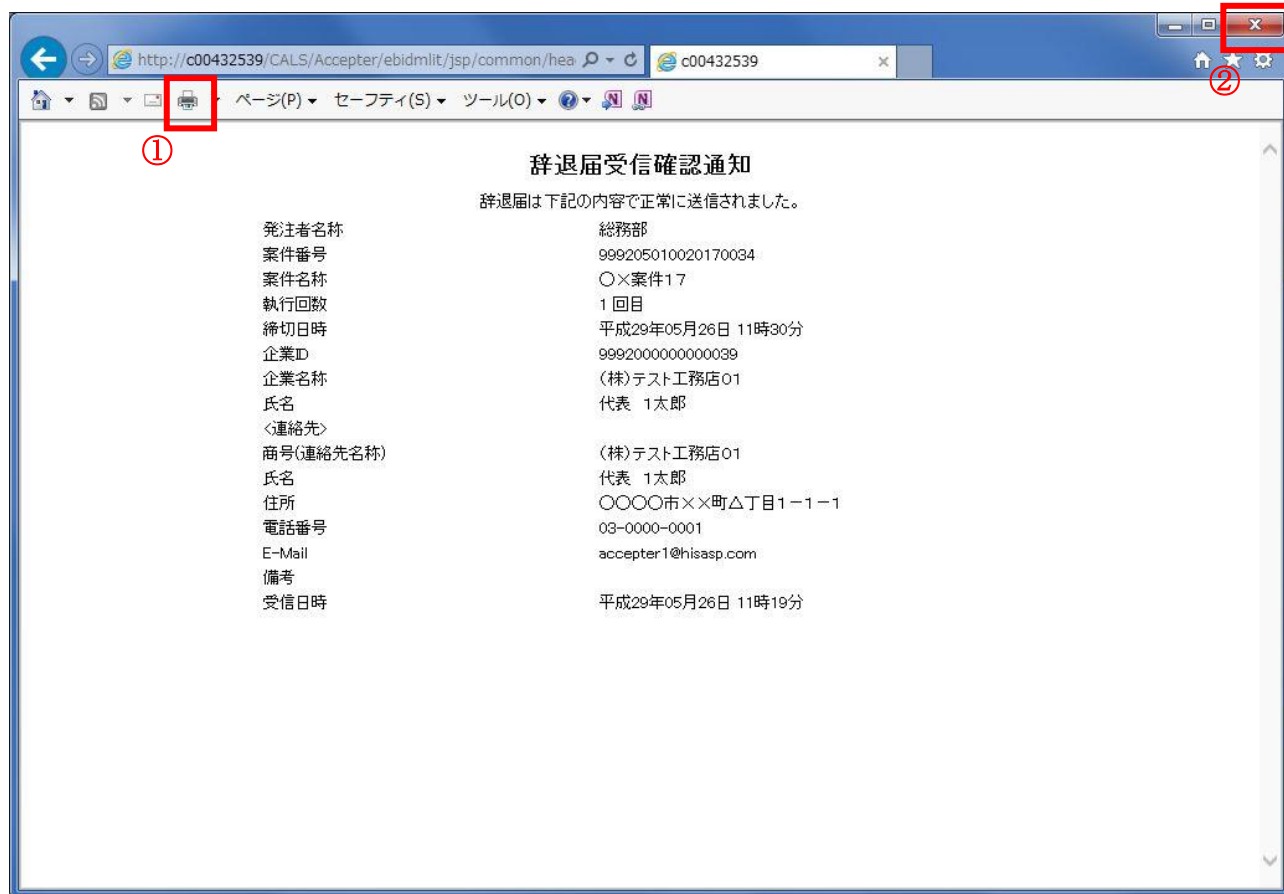 http://c00432539/CALS/Accepter/ebidmlit/jsp/common/hea
c00432539
②
ページ(P) セーフティ(S) ツール(O)
①
辞退届受信確認通知
辞退届は下記の内容で正常に送信されました。
発注者名称 総務部
案件番号 999205010020170034
案件名称 〇×案件17
執行回数 1回目
締切日時 平成29年05月26日 11時30分
企業ID 9992000000000039
企業名称 (株)テスト工務店01
氏名 代表 1太郎
<連絡先>
商号(連絡先名称) (株)テスト工務店01
氏名 代表 1太郎
住所 〇〇〇〇市××町△丁目1-1-1
電話番号 03-0000-0001
E-Mail accepter1@hisasp.com
備考
受信日時 平成29年05月26日 11時19分